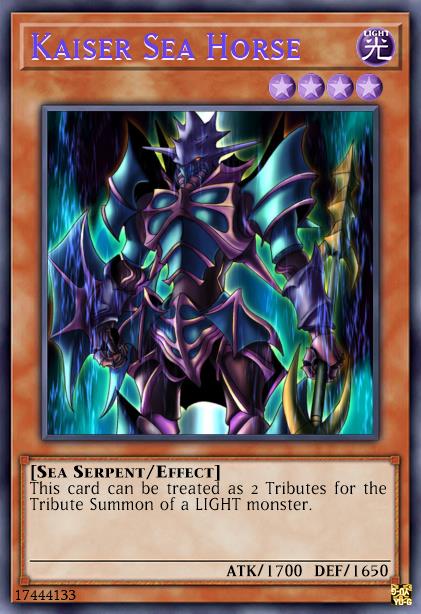 Kaiser Sea Horse
LIGHT
光
[Sea Serpent/Effect]
This card can be treated as 2 Tributes for the
Tribute Summon of a LIGHT monster.
ATK/1700 DEF/1650
17444133